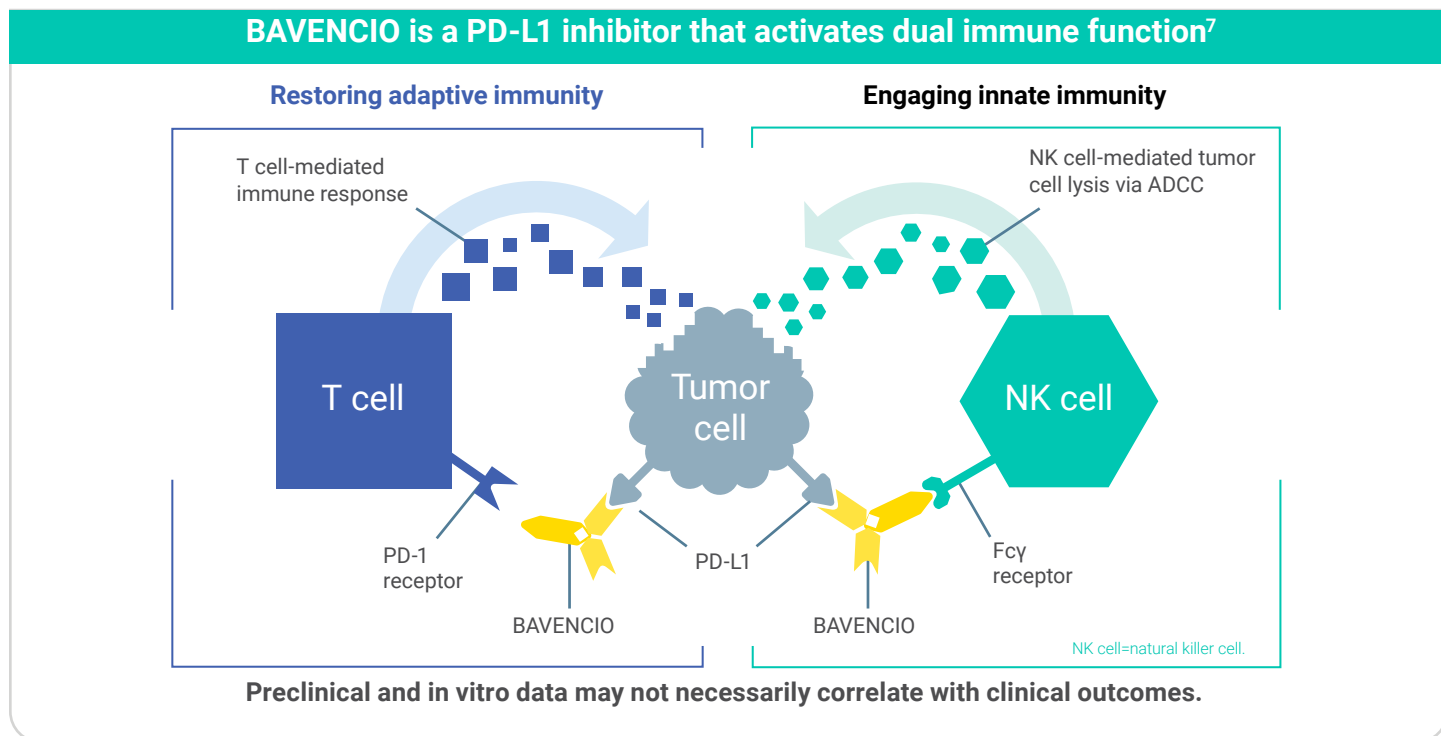 BAVENCIO is a PD-L1 inhibitor that activates dual immune function⁷
Restoring adaptive immunity
T cell-mediated
immune response
T cell
PD-1
receptor
BAVENCIO
Tumor
cell
PD-L1
Engaging innate immunity
NK cell-mediated tumor
cell lysis via ADCC
NK cell
Fcγ
receptor
BAVENCIO
NK cell=natural killer cell.
Preclinical and in vitro data may not necessarily correlate with clinical outcomes.